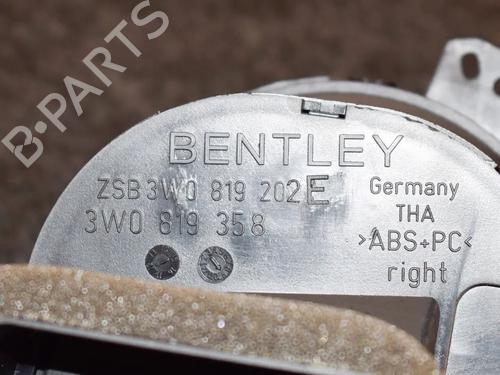 B·PARTS
BENTLEY
ZSB 3W0 819 202 E
3W0 819 358
Germany
THA
>ABS+PC<
right